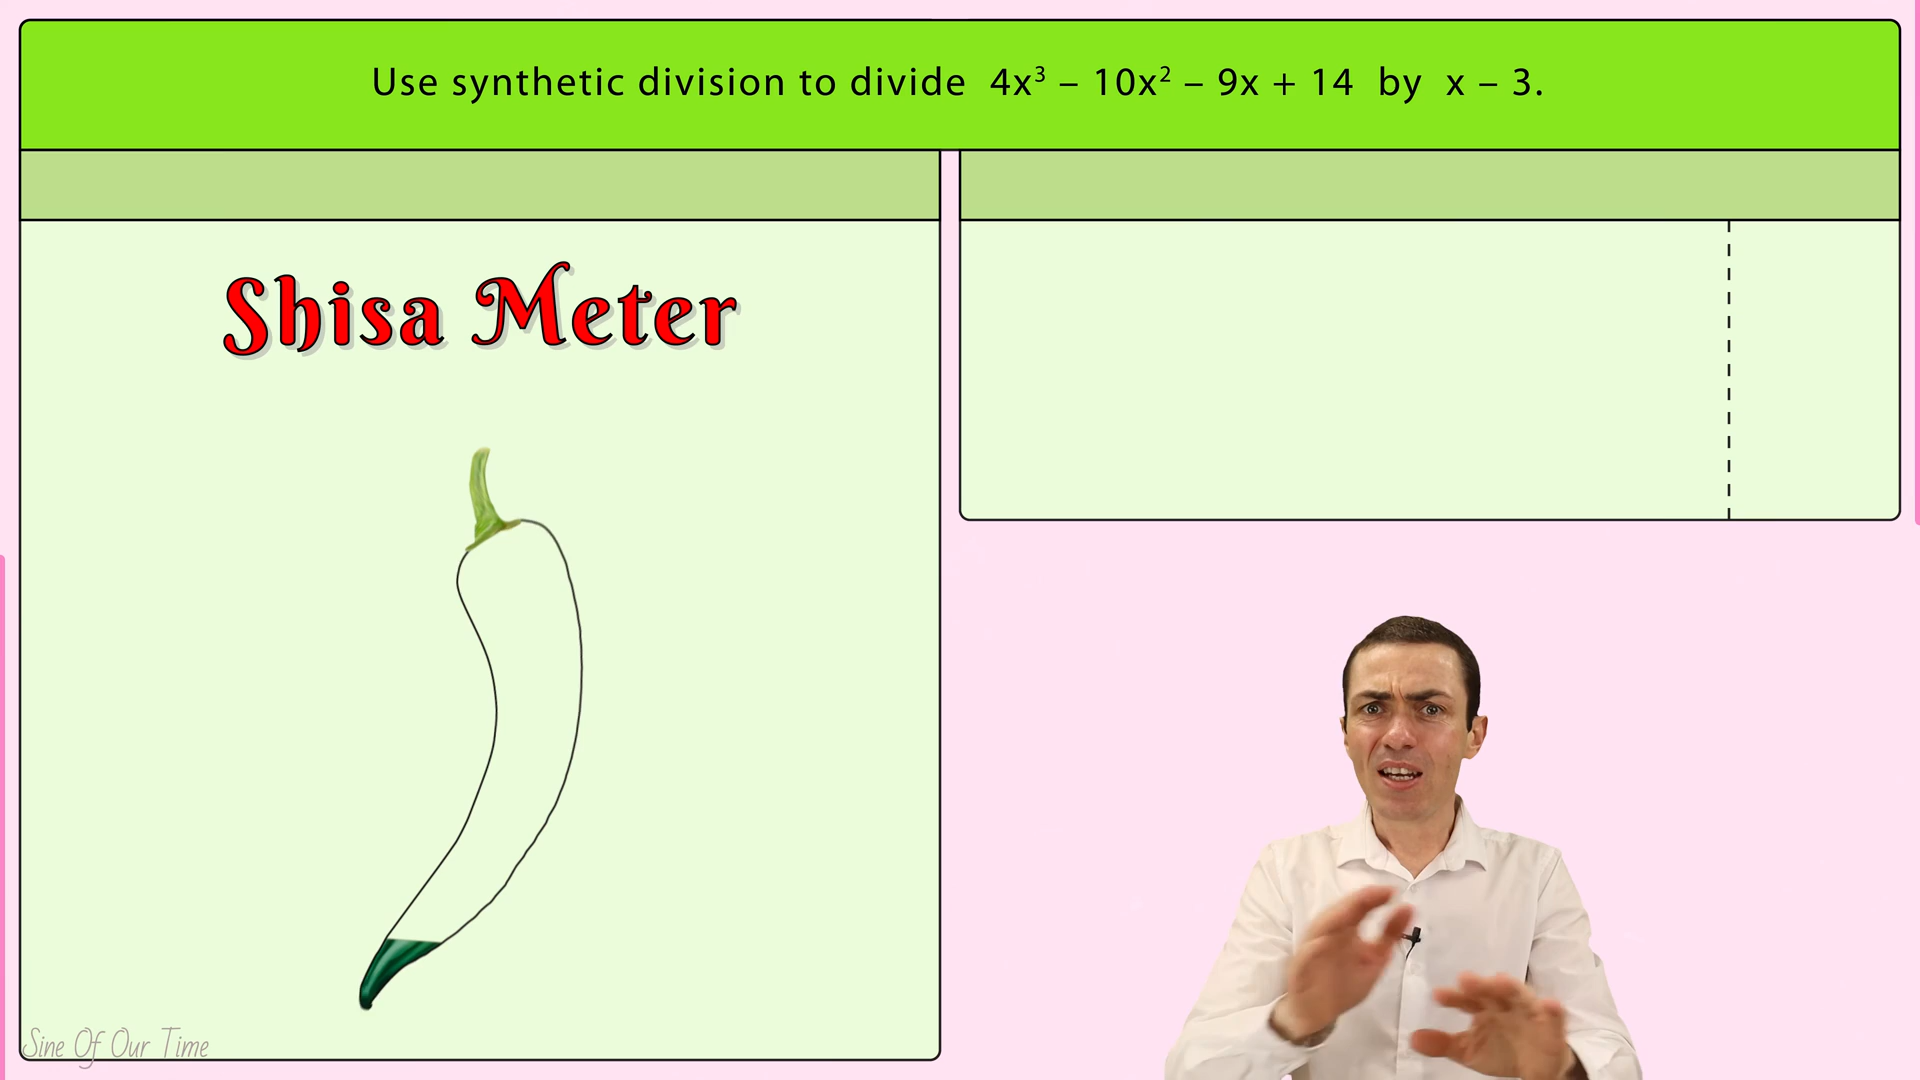 Use synthetic division to divide 4x³ – 10x² – 9x + 14 by x – 3.
Shisa Meter
Sine Of Our Time